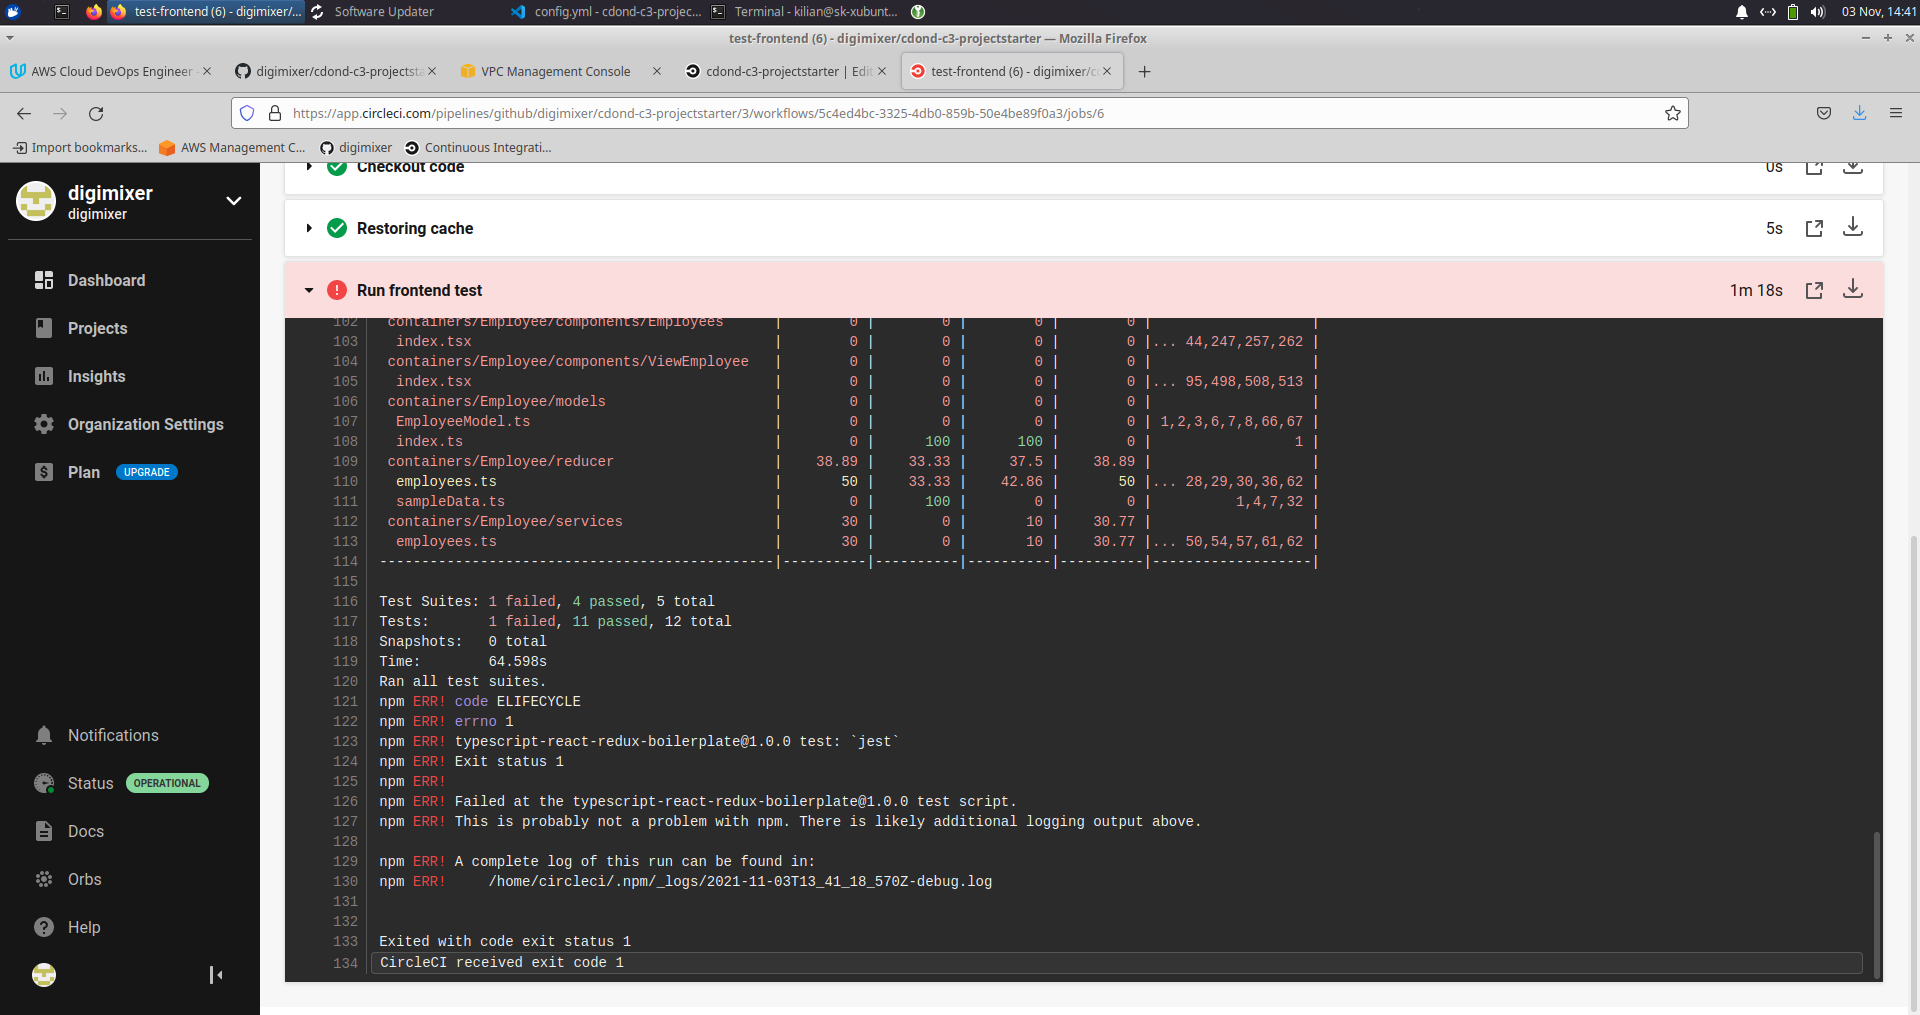 test-frontend (6) - digimixer/...
Software Updater
config.yml - cdond-c3-projec...
Terminal - kilian@sk-xubunt...
03 Nov, 14:41
test-frontend (6) - digimixer/cdond-c3-projectstarter — Mozilla Firefox
AWS Cloud DevOps Engineer
digimixer/cdond-c3-projectsta
VPC Management Console
cdond-c3-projectstarter | Edit
test-frontend (6) - digimixer/cd
https://app.circleci.com/pipelines/github/digimixer/cdond-c3-projectstarter/3/workflows/5c4ed4bc-3325-4db0-859b-50e4be89f0a3/jobs/6
Import bookmarks...
AWS Management C...
digimixer
Continuous Integrati...
digimixer
digimixer
Dashboard
Projects
Insights
Organization Settings
Plan UPGRADE
Notifications
Status OPERATIONAL
Docs
Orbs
Help
Checkout code 0s
Restoring cache 5s
Run frontend test 1m 18s
102 containers/Employee/components/Employees | 0 | 0 | 0 | 0 | |
103 index.tsx | 0 | 0 | 0 | 0 |... 44,247,257,262 |
104 containers/Employee/components/ViewEmployee | 0 | 0 | 0 | 0 | |
105 index.tsx | 0 | 0 | 0 | 0 |... 95,498,508,513 |
106 containers/Employee/models | 0 | 0 | 0 | 0 | |
107 EmployeeModel.ts | 0 | 0 | 0 | 0 | 1,2,3,6,7,8,66,67 |
108 index.ts | 0 | 100 | 100 | 0 | 1 |
109 containers/Employee/reducer | 38.89 | 33.33 | 37.5 | 38.89 | |
110 employees.ts | 50 | 33.33 | 42.86 | 50 |... 28,29,30,36,62 |
111 sampleData.ts | 0 | 100 | 0 | 0 | 1,4,7,32 |
112 containers/Employee/services | 30 | 0 | 10 | 30.77 | |
113 employees.ts | 30 | 0 | 10 | 30.77 |... 50,54,57,61,62 |
114 -----------------------------------------------|----------|----------|----------|----------|-------------------|
115
116 Test Suites: 1 failed, 4 passed, 5 total
117 Tests: 1 failed, 11 passed, 12 total
118 Snapshots: 0 total
119 Time: 64.598s
120 Ran all test suites.
121 npm ERR! code ELIFECYCLE
122 npm ERR! errno 1
123 npm ERR! typescript-react-redux-boilerplate@1.0.0 test: `jest`
124 npm ERR! Exit status 1
125 npm ERR!
126 npm ERR! Failed at the typescript-react-redux-boilerplate@1.0.0 test script.
127 npm ERR! This is probably not a problem with npm. There is likely additional logging output above.
128
129 npm ERR! A complete log of this run can be found in:
130 npm ERR! /home/circleci/.npm/_logs/2021-11-03T13_41_18_570Z-debug.log
131
132
133 Exited with code exit status 1
134 CircleCI received exit code 1